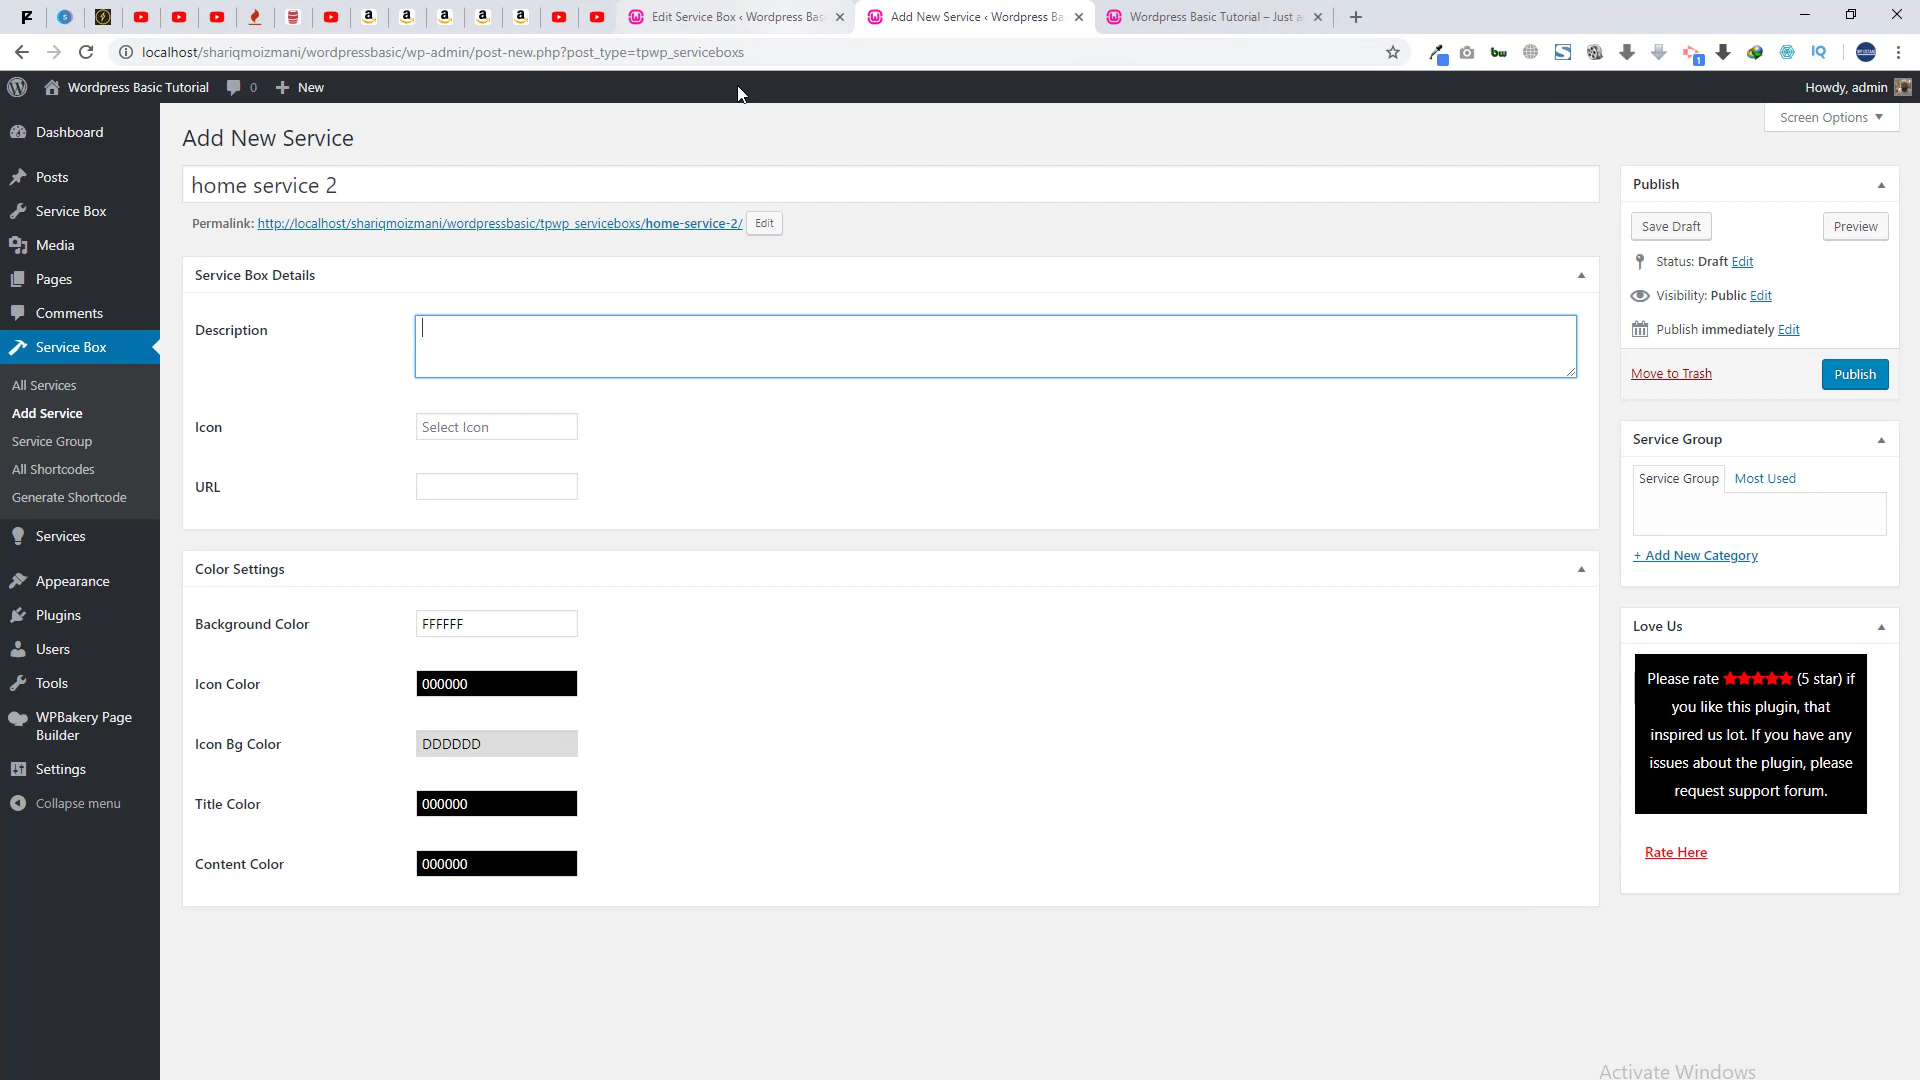 Edit Service Box ‹ Wordpress Bas
Add New Service ‹ Wordpress Ba
Wordpress Basic Tutorial – Just a
localhost/shariqmoizmani/wordpressbasic/wp-admin/post-new.php?post_type=tpwp_serviceboxs
Wordpress Basic Tutorial
0
New
Howdy, admin
Screen Options
Dashboard
Posts
Service Box
Media
Pages
Comments
Service Box
All Services
Add Service
Service Group
All Shortcodes
Generate Shortcode
Services
Appearance
Plugins
Users
Tools
WPBakery Page
Builder
Settings
Collapse menu
Add New Service
home service 2
Permalink: http://localhost/shariqmoizmani/wordpressbasic/tpwp_serviceboxs/home-service-2/ Edit
Service Box Details
Description
Icon
Select Icon
URL
Color Settings
Background Color
FFFFFF
Icon Color
000000
Icon Bg Color
DDDDDD
Title Color
000000
Content Color
000000
Publish
Save Draft
Preview
Status: Draft Edit
Visibility: Public Edit
Publish immediately Edit
Move to Trash
Publish
Service Group
Service Group
Most Used
+ Add New Category
Love Us
Please rate ★★★★★ (5 star) if
you like this plugin, that
inspired us lot. If you have any
issues about the plugin, please
request support forum.
Rate Here
Activate Windows